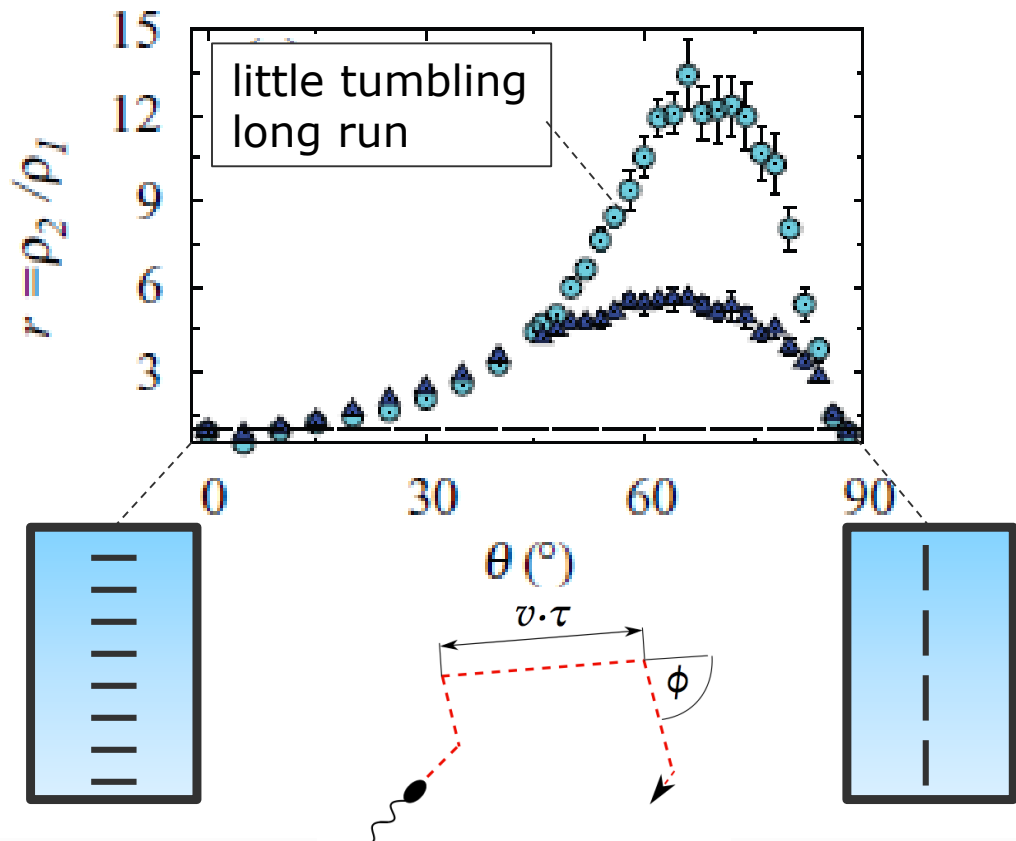 15
12
9
6
3
r =ρ2 /ρ1
little tumbling
long run
0 30 60 90
θ (°)
v·τ
ϕ